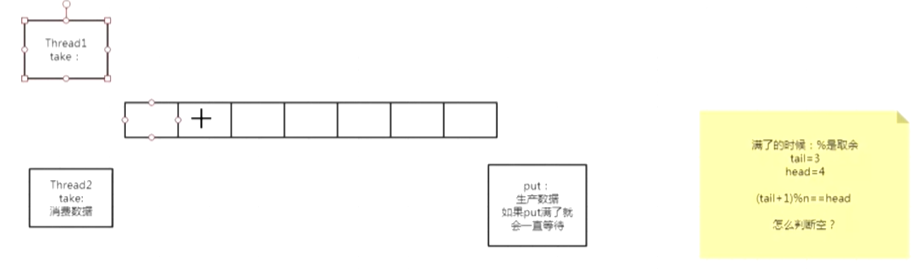 Thread1
take：
Thread2
take:
消费数据
put：
生产数据
如果put满了就
会一直等待
满了的时候：%是取余
tail=3
head=4
(tail+1)%n==head
怎么判断空？